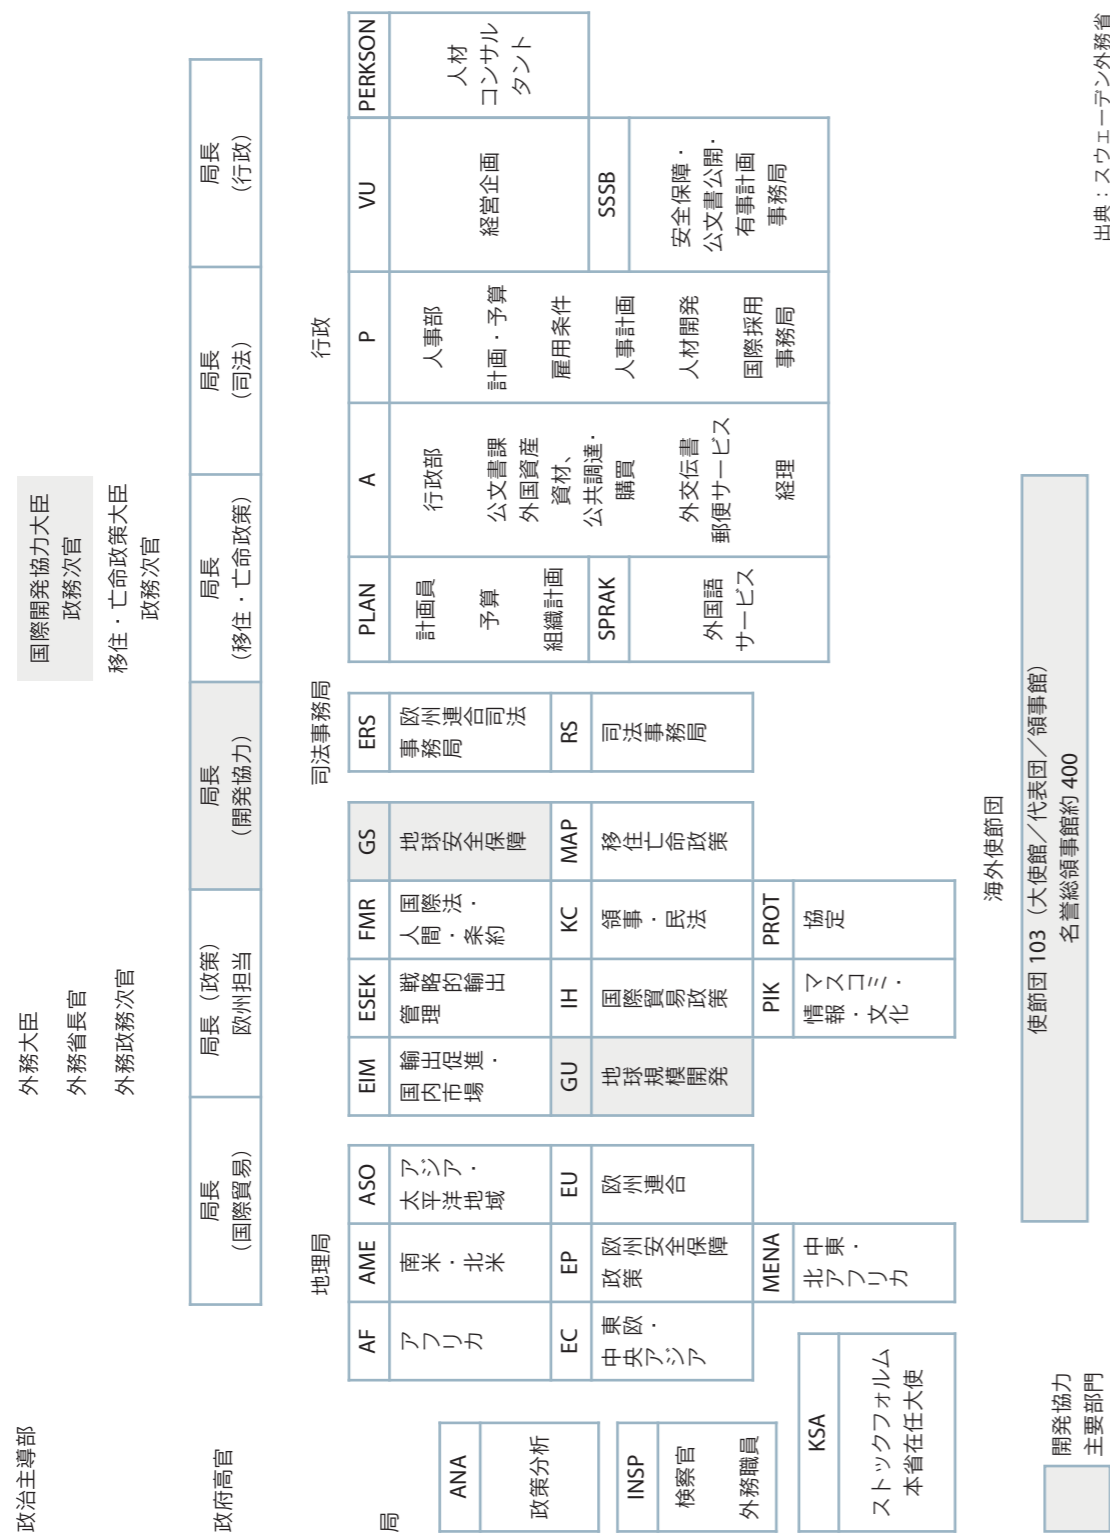 政治主導部
外務大臣
外務省長官
外務政務次官
国際開発協力大臣
政務次官
移住・亡命政策大臣
政務次官
政府高官
局長
(国際貿易)
局長 (政策)
欧州担当
局長
(開発協力)
局長
(移住・亡命政策)
局長
(司法)
局長
(行政)
局
ANA
政策分析
INSP
検察官
外務職員
KSA
ストックフォルム
本省在任大使
地理局
AF
アフリカ
AME
南米・北米
ASO
アジア・
太平洋地域
EC
東欧・
中央アジア
EP
欧州安全保障
政策
EU
欧州連合
MENA
中東・
北アフリカ
EIM
輸出促進・
国内市場
ESEK
戦略的輸出
管理
FMR
国際法・
人間・条約
GS
地球安全保障
GU
地球規模開発
IH
国際貿易政策
KC
領事・民法
MAP
移住亡命政策
PIK
マスコミ・
情報・文化
PROT
協定
司法事務局
ERS
欧州連合司法
事務局
RS
司法事務局
行政
PLAN
計画員
予算
組織計画
SPRAK
外国語
サービス
A
行政部
公文書課
外国資産
資材、
公共調達・
購買
外交伝書
郵便サービス
経理
P
人事部
計画・予算
雇用条件
人事計画
人材開発
国際採用
事務局
VU
経営企画
SSSB
安全保障・
公文書公開・
有事計画
事務局
PERKSON
人材
コンサル
タント
海外使節団
使節団 103(大使館/代表団/領事館)
名誉総領事館約 400
開発協力
主要部門
出典:スウェーデン外務省